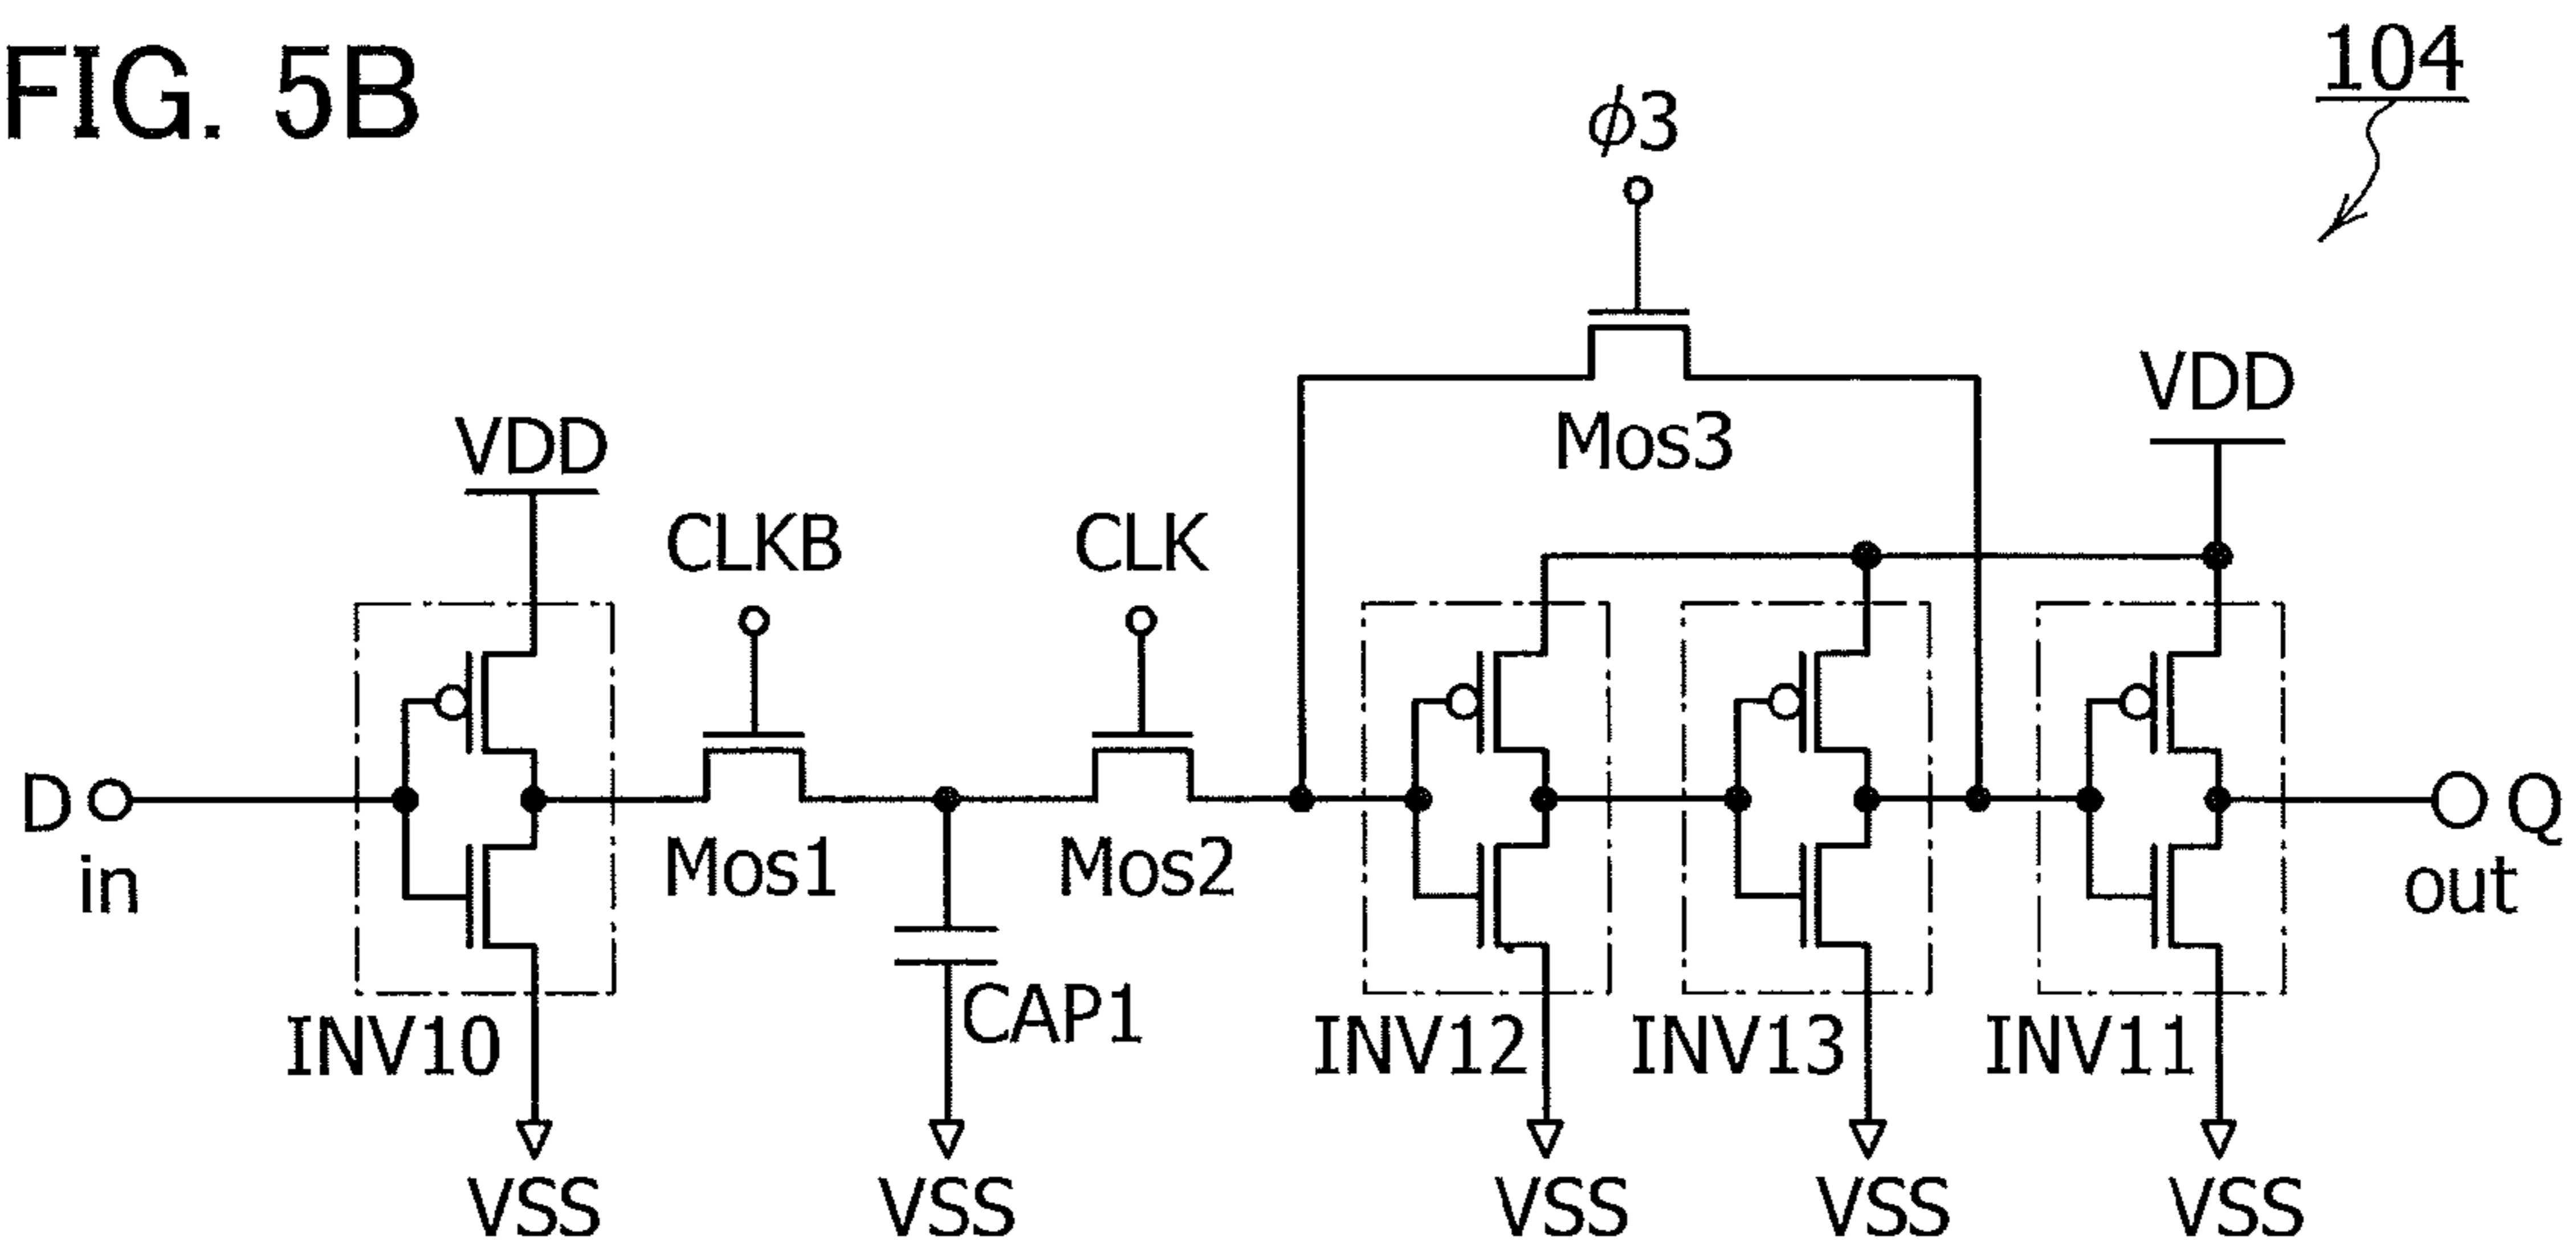 FIG. 5B
104
ϕ3
VDD
Mos3
VDD
CLKB
CLK
D
in
Mos1
Mos2
Q
out
CAP1
INV10
INV12
INV13
INV11
VSS
VSS
VSS
VSS
VSS